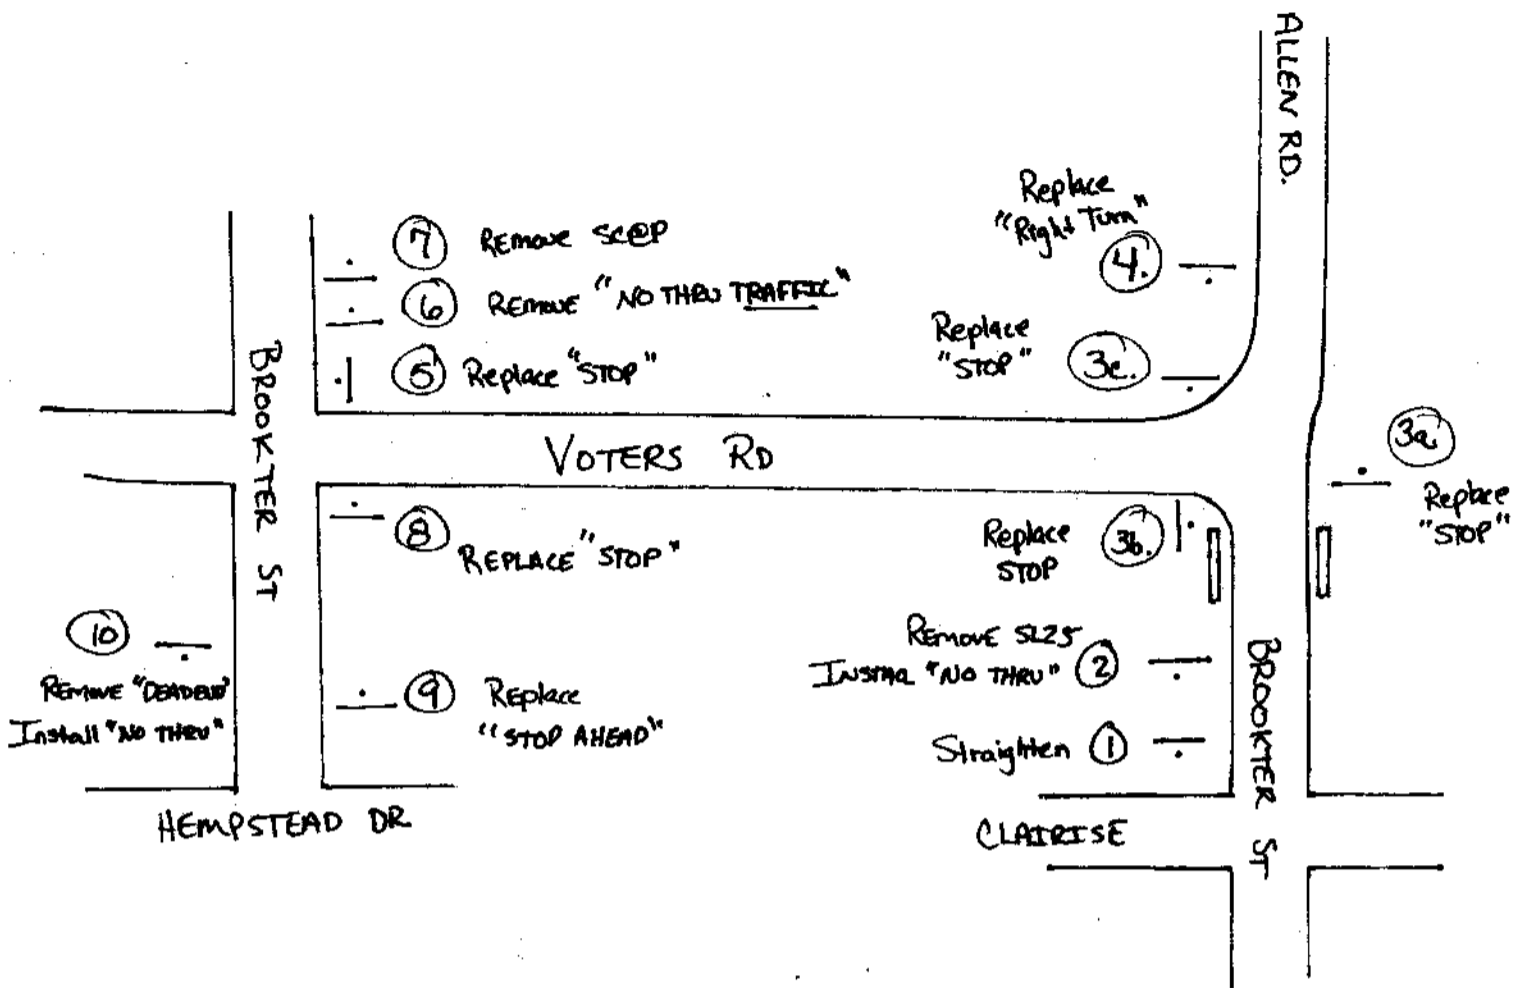 ALLEN RD.
Replace
"Right Turn"
4.
7 REMOVE SC@P
6 REMOVE "NO THRU TRAFFIC"
5 Replace "STOP"
Replace
"STOP"
3c.
BROOKTER ST
VOTERS RD
3a.
Replace
"STOP"
8
REPLACE "STOP"
Replace
STOP
3b.
10
REMOVE "DEADEND"
Install "NO THRU"
9 Replace
"STOP AHEAD"
REMOVE SL25
INSTALL "NO THRU" 2
Straighten 1
BROOKTER ST
HEMPSTEAD DR
CLAIRISE